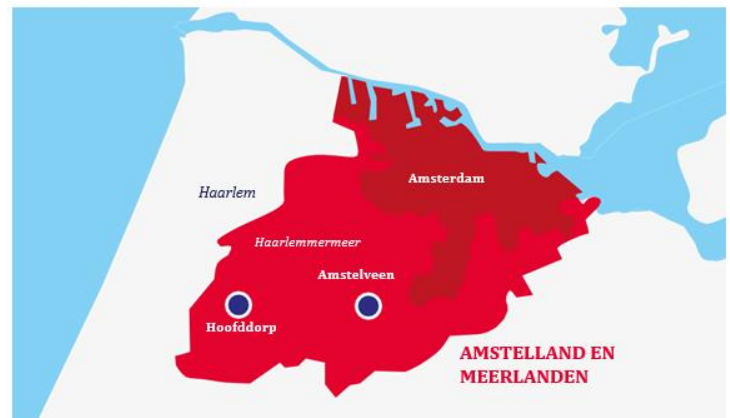 Amsterdam
Haarlem
Haarlemmermeer
Amstelveen
Hoofddorp
AMSTELLAND EN
MEERLANDEN